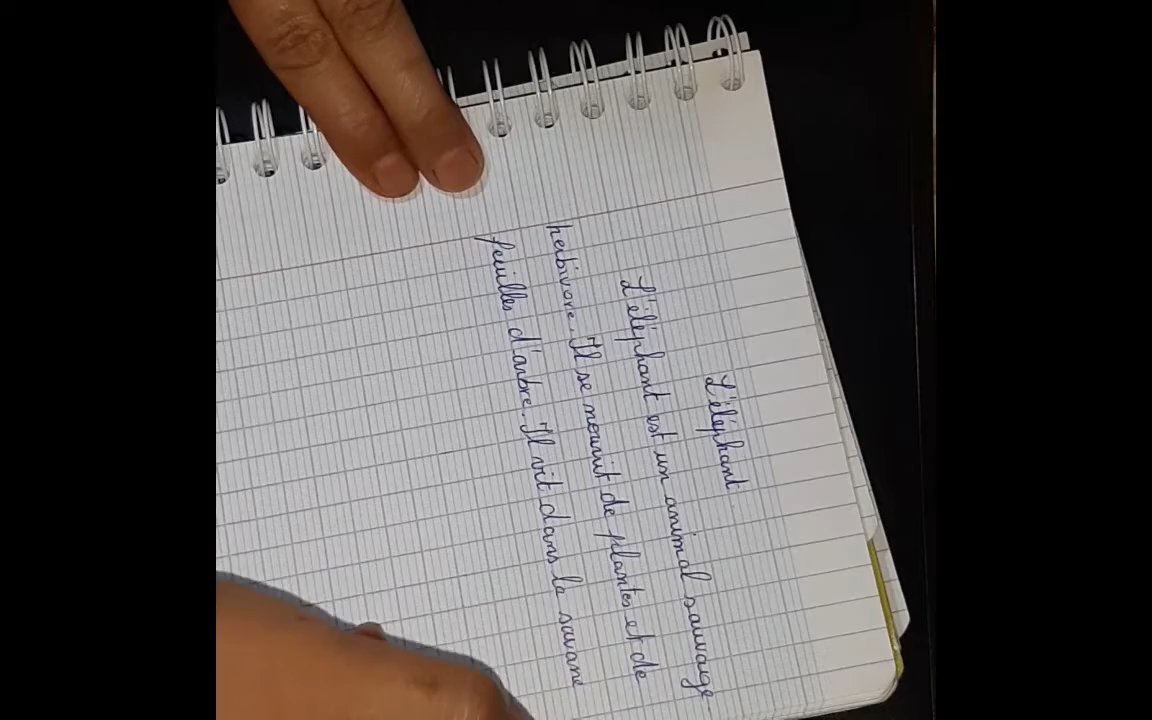 L'éléphant
L'éléphant est un animal sauvage
herbivore. Il se nourrit de plantes et de
feuilles d'arbre. Il vit dans la savane